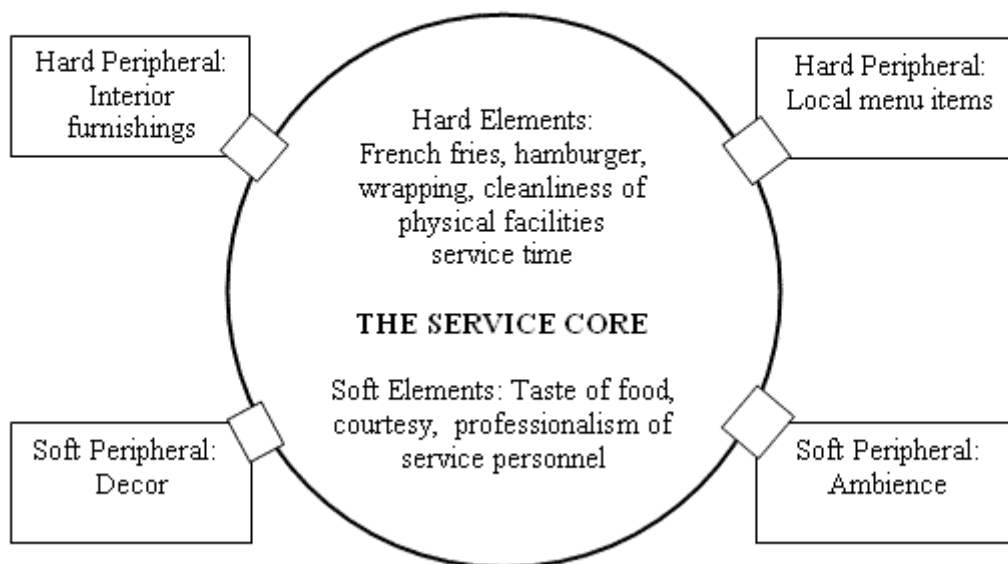 Hard Peripheral:
Interior
furnishings
Hard Peripheral:
Local menu items
Hard Elements:
French fries, hamburger,
wrapping, cleanliness of
physical facilities
service time
THE SERVICE CORE
Soft Elements: Taste of food,
courtesy, professionalism of
service personnel
Soft Peripheral:
Decor
Soft Peripheral:
Ambience